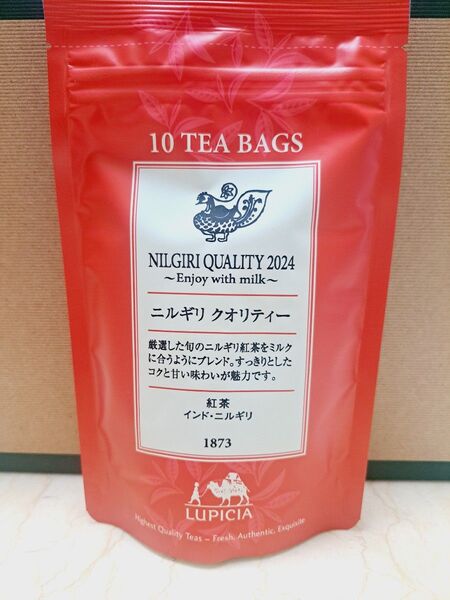 10 TEA BAGS
NILGIRI QUALITY 2024
~Enjoy with milk~
ニルギリ クオリティー
厳選した旬のニルギリ紅茶をミルク
に合うようにブレンド。すっきりとした
コクと甘い味わいが魅力です。
紅茶
インド・ニルギリ
1873
LUPICIA
Highest Quality Teas – Fresh, Authentic, Exquisite